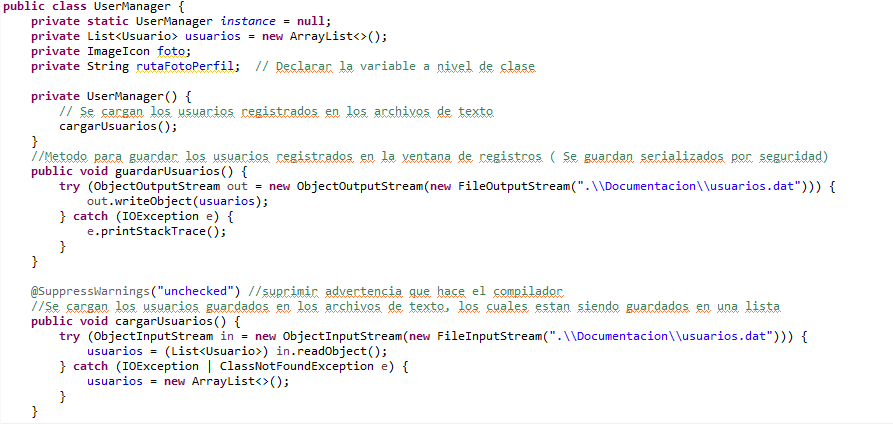 public class UserManager {
    private static UserManager instance = null;
    private List<Usuario> usuarios = new ArrayList<>();
    private ImageIcon foto;
    private String rutaFotoPerfil;  // Declarar la variable a nivel de clase

    private UserManager() {
        // Se cargan los usuarios registrados en los archivos de texto
        cargarUsuarios();
    }
    //Metodo para guardar los usuarios registrados en la ventana de registros ( Se guardan serializados por seguridad)
    public void guardarUsuarios() {
        try (ObjectOutputStream out = new ObjectOutputStream(new FileOutputStream(".\\Documentacion\\usuarios.dat"))) {
            out.writeObject(usuarios);
        } catch (IOException e) {
            e.printStackTrace();
        }
    }

    @SuppressWarnings("unchecked") //suprimir advertencia que hace el compilador
    //Se cargan los usuarios guardados en los archivos de texto, los cuales estan siendo guardados en una lista
    public void cargarUsuarios() {
        try (ObjectInputStream in = new ObjectInputStream(new FileInputStream(".\\Documentacion\\usuarios.dat"))) {
            usuarios = (List<Usuario>) in.readObject();
        } catch (IOException | ClassNotFoundException e) {
            usuarios = new ArrayList<>();
        }
    }